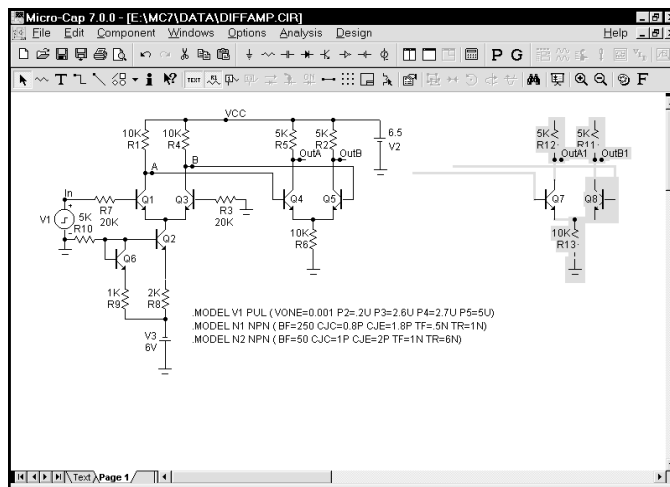 Micro-Cap 7.0.0 - [E:\MC7\DATA\DIFFAMP.CIR]
File Edit Component Windows Options Analysis Design Help
P G
T i TEXT R1 F
VCC
10K
R1
10K
R4
5K
R5
5K
R2
OutA
OutB
6.5
V2
5K
R12
5K
R11
OutA1
OutB1
A
B
In
V1
R7
20K
Q1
Q3
R3
20K
Q4
Q5
Q7
Q8
5K
R10
Q2
Q6
10K
R6
10K
R13
1K
R9
2K
R8
V3
6V
.MODEL V1 PUL ( VONE=0.001 P2=.2U P3=2.6U P4=2.7U P5=5U)
.MODEL N1 NPN ( BF=250 CJC=0.8P CJE=1.8P TF=.5N TR=1N)
.MODEL N2 NPN ( BF=50 CJC=1P CJE=2P TF=1N TR=6N)
Text Page 1